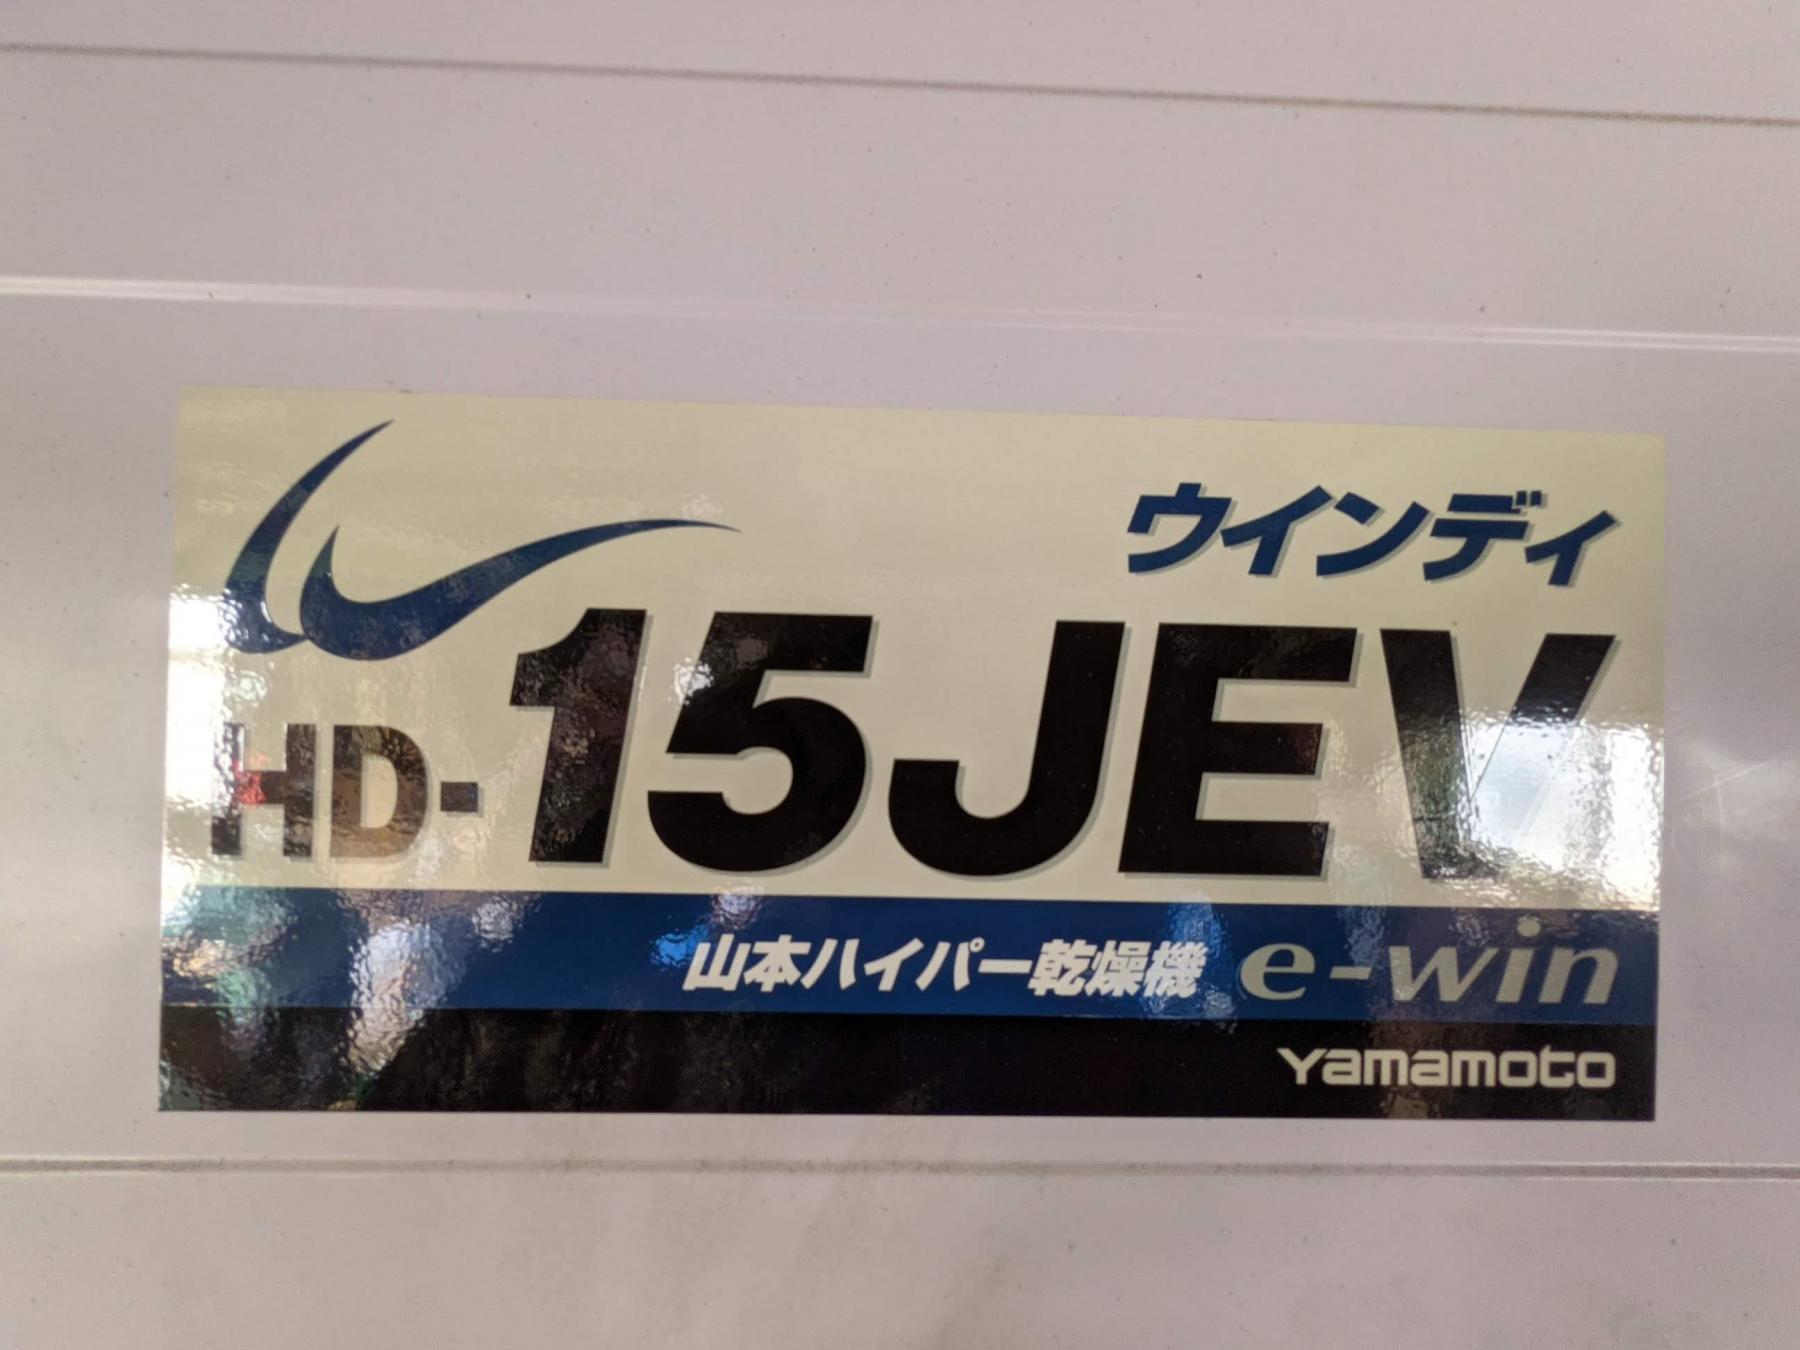 ウインディ
HD-15JEV
山本ハイパー乾燥機 e-win
Yamamoto